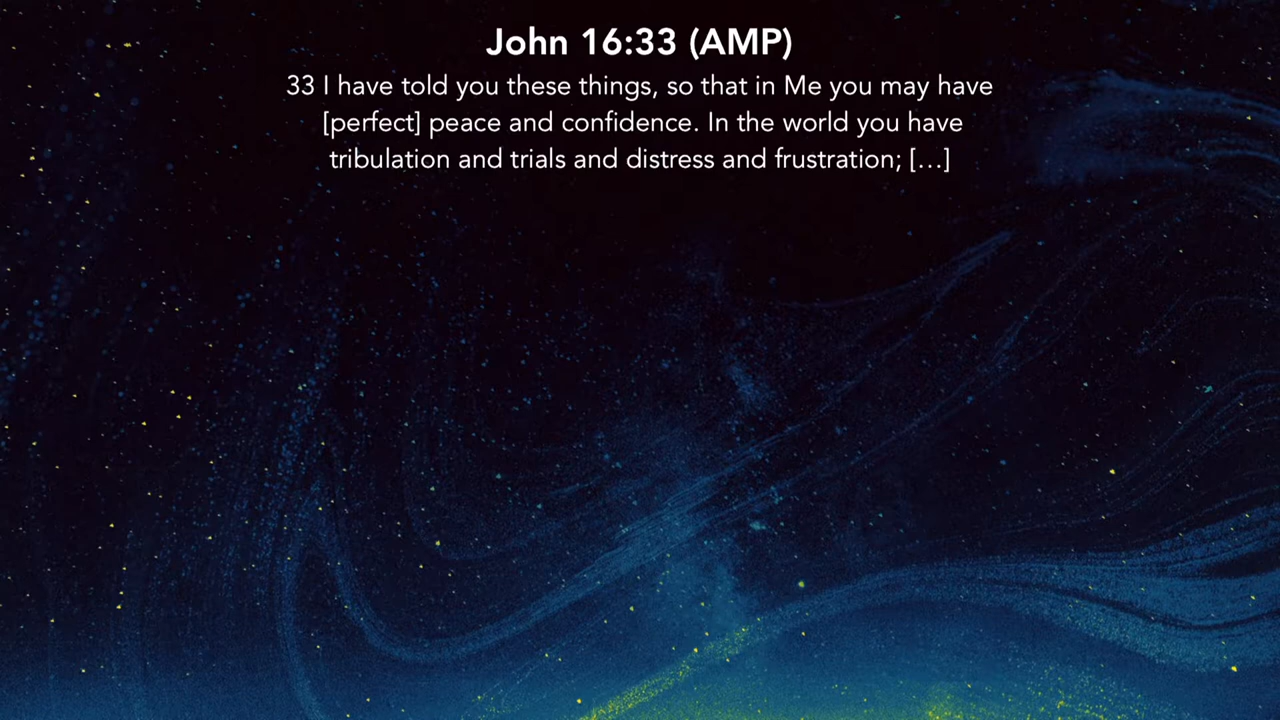 John 16:33 (AMP)
33 I have told you these things, so that in Me you may have
[perfect] peace and confidence. In the world you have
tribulation and trials and distress and frustration; […]